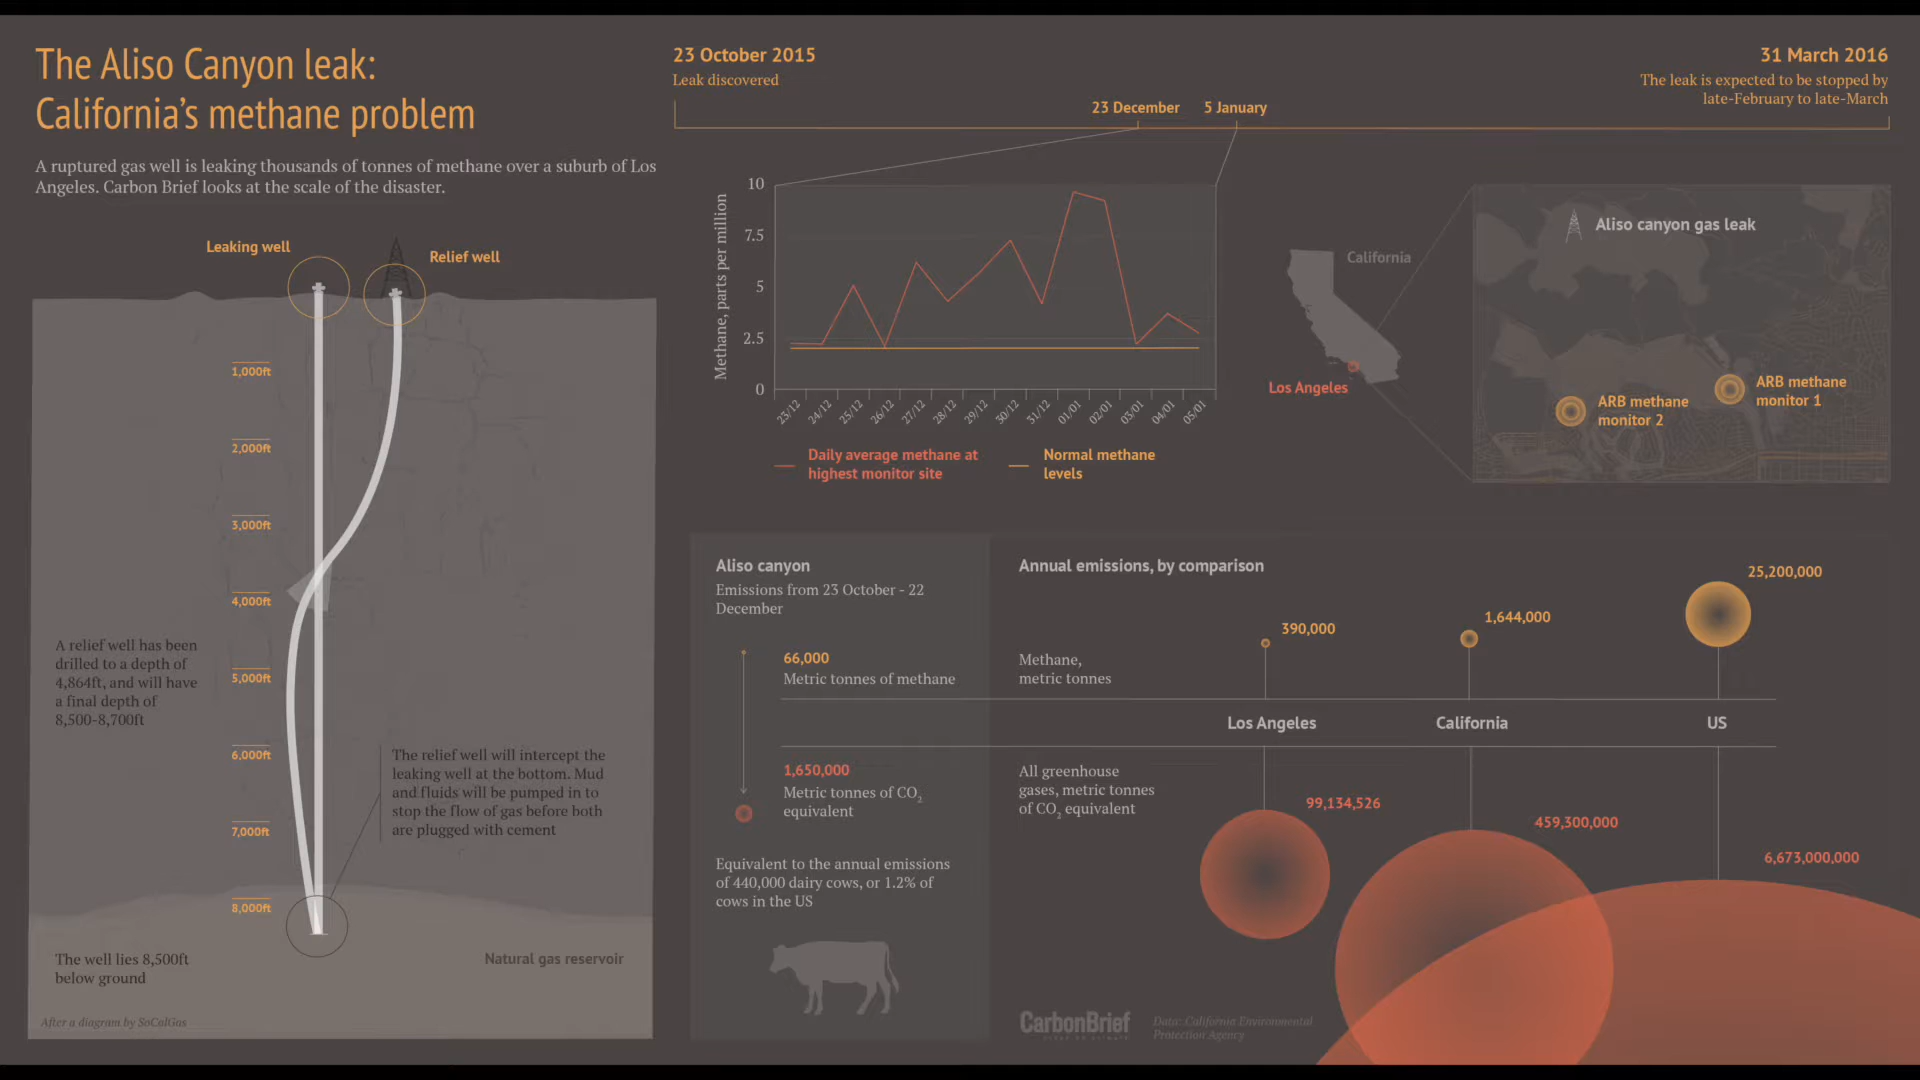 The Aliso Canyon leak:
California's methane problem
A ruptured gas well is leaking thousands of tonnes of methane over a suburb of Los
Angeles. Carbon Brief looks at the scale of the disaster.
Leaking well
Relief well
1,000ft
2,000ft
3,000ft
4,000ft
5,000ft
6,000ft
7,000ft
8,000ft
A relief well has been
drilled to a depth of
4,864ft, and will have
a final depth of
8,500-8,700ft
The relief well will intercept the
leaking well at the bottom. Mud
and fluids will be pumped in to
stop the flow of gas before both
are plugged with cement
The well lies 8,500ft
below ground
Natural gas reservoir
After a diagram by SoCalGas
23 October 2015
Leak discovered
23 December
5 January
31 March 2016
The leak is expected to be stopped by
late-February to late-March
Methane, parts per million
10
7.5
5
2.5
0
23/12
24/12
25/12
26/12
27/12
28/12
29/12
30/12
31/12
01/01
02/01
03/01
04/01
05/01
Daily average methane at
highest monitor site
Normal methane
levels
California
Los Angeles
Aliso canyon gas leak
ARB methane
monitor 2
ARB methane
monitor 1
Aliso canyon
Emissions from 23 October - 22
December
66,000
Metric tonnes of methane
1,650,000
Metric tonnes of CO₂
equivalent
Equivalent to the annual emissions
of 440,000 dairy cows, or 1.2% of
cows in the US
Annual emissions, by comparison
Methane,
metric tonnes
390,000
1,644,000
25,200,000
Los Angeles
California
US
All greenhouse
gases, metric tonnes
of CO₂ equivalent
99,134,526
459,300,000
6,673,000,000
CarbonBrief
Data: California Environmental
Protection Agency